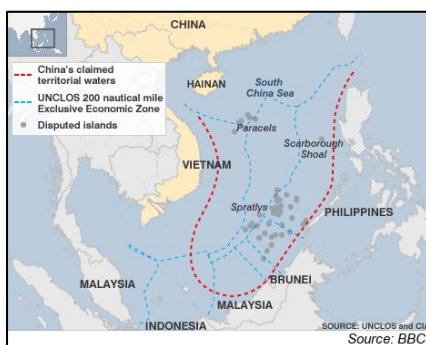 CHINA
China's claimed
territorial waters
UNCLOS 200 nautical mile
Exclusive Economic Zone
Disputed islands
HAINAN
South
China Sea
Paracels
VIETNAM
Scarborough
Shoal
Spratlys
PHILIPPINES
MALAYSIA
BRUNEI
MALAYSIA
INDONESIA
SOURCE: UNCLOS and CIA
Source: BBC